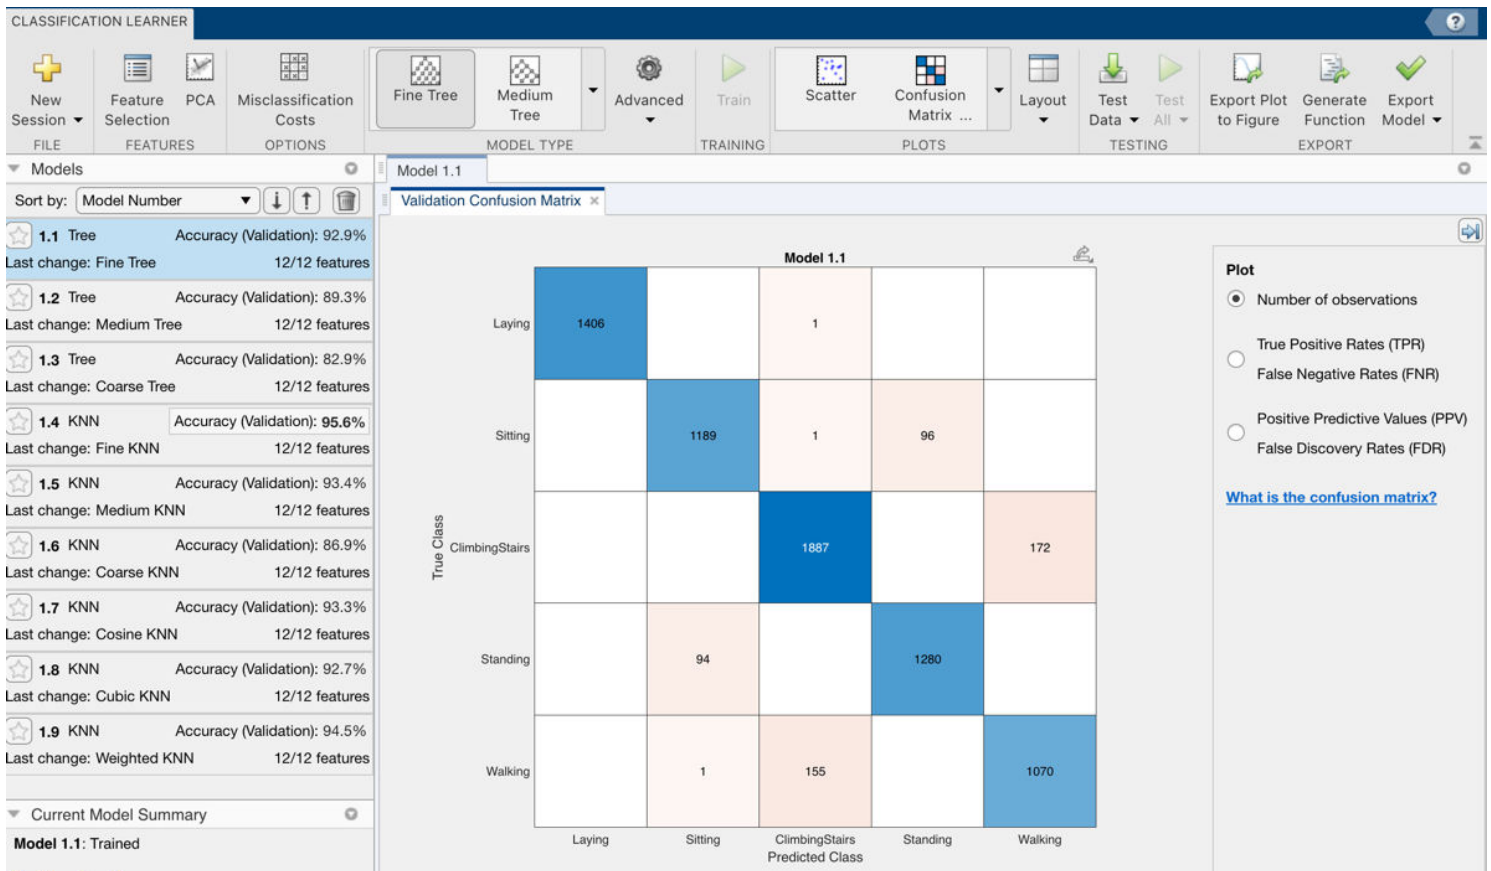 CLASSIFICATION LEARNER
?
New Session
Feature Selection
PCA
Misclassification Costs
Fine Tree
Medium Tree
Advanced
Train
Scatter
Confusion Matrix ...
Layout
Test Data
Test All
Export Plot to Figure
Generate Function
Export Model
FILE
FEATURES
OPTIONS
MODEL TYPE
TRAINING
PLOTS
TESTING
EXPORT
Models
Sort by: Model Number
1.1 Tree Accuracy (Validation): 92.9%
Last change: Fine Tree 12/12 features
1.2 Tree Accuracy (Validation): 89.3%
Last change: Medium Tree 12/12 features
1.3 Tree Accuracy (Validation): 82.9%
Last change: Coarse Tree 12/12 features
1.4 KNN Accuracy (Validation): 95.6%
Last change: Fine KNN 12/12 features
1.5 KNN Accuracy (Validation): 93.4%
Last change: Medium KNN 12/12 features
1.6 KNN Accuracy (Validation): 86.9%
Last change: Coarse KNN 12/12 features
1.7 KNN Accuracy (Validation): 93.3%
Last change: Cosine KNN 12/12 features
1.8 KNN Accuracy (Validation): 92.7%
Last change: Cubic KNN 12/12 features
1.9 KNN Accuracy (Validation): 94.5%
Last change: Weighted KNN 12/12 features
Current Model Summary
Model 1.1: Trained
Model 1.1
Validation Confusion Matrix
Model 1.1
True Class
Laying 1406 1
Sitting 1189 1 96
ClimbingStairs 1887 172
Standing 94 1280
Walking 1 155 1070
Laying Sitting ClimbingStairs Standing Walking
Predicted Class
Plot
Number of observations
True Positive Rates (TPR)
False Negative Rates (FNR)
Positive Predictive Values (PPV)
False Discovery Rates (FDR)
What is the confusion matrix?